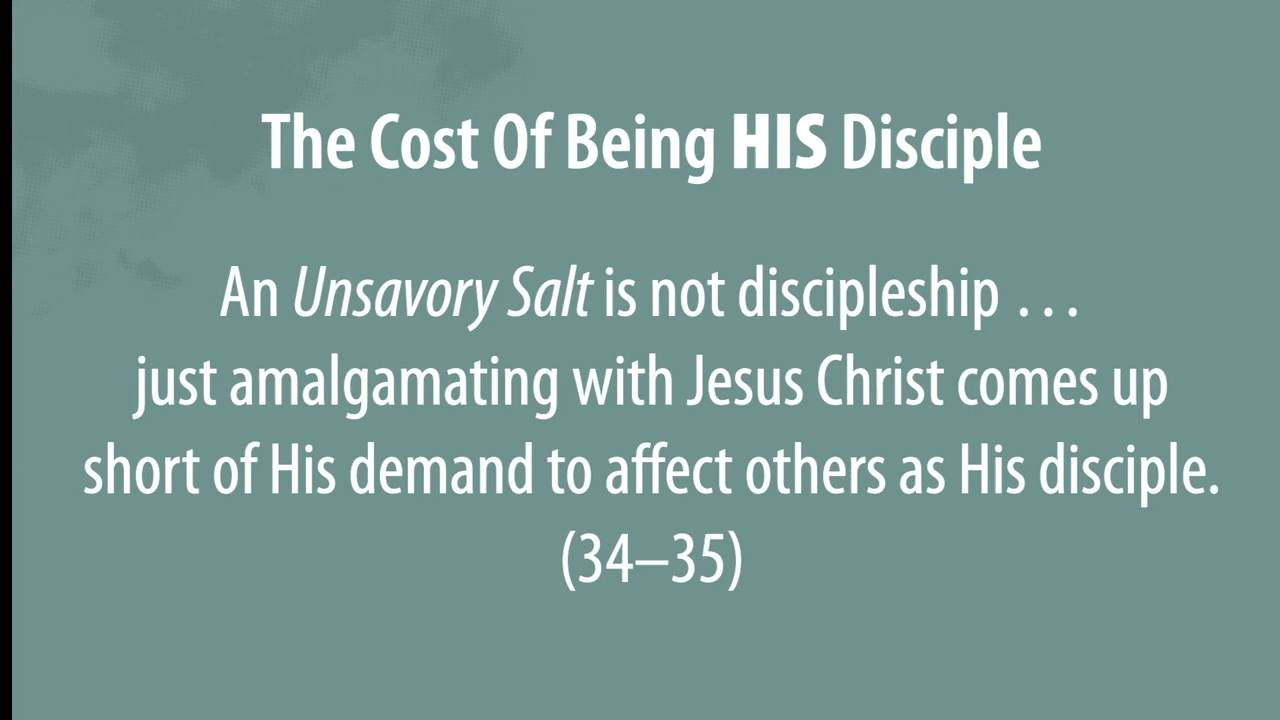 The Cost Of Being HIS Disciple
An Unsavory Salt is not discipleship . . .
just amalgamating with Jesus Christ comes up
short of His demand to affect others as His disciple.
(34–35)